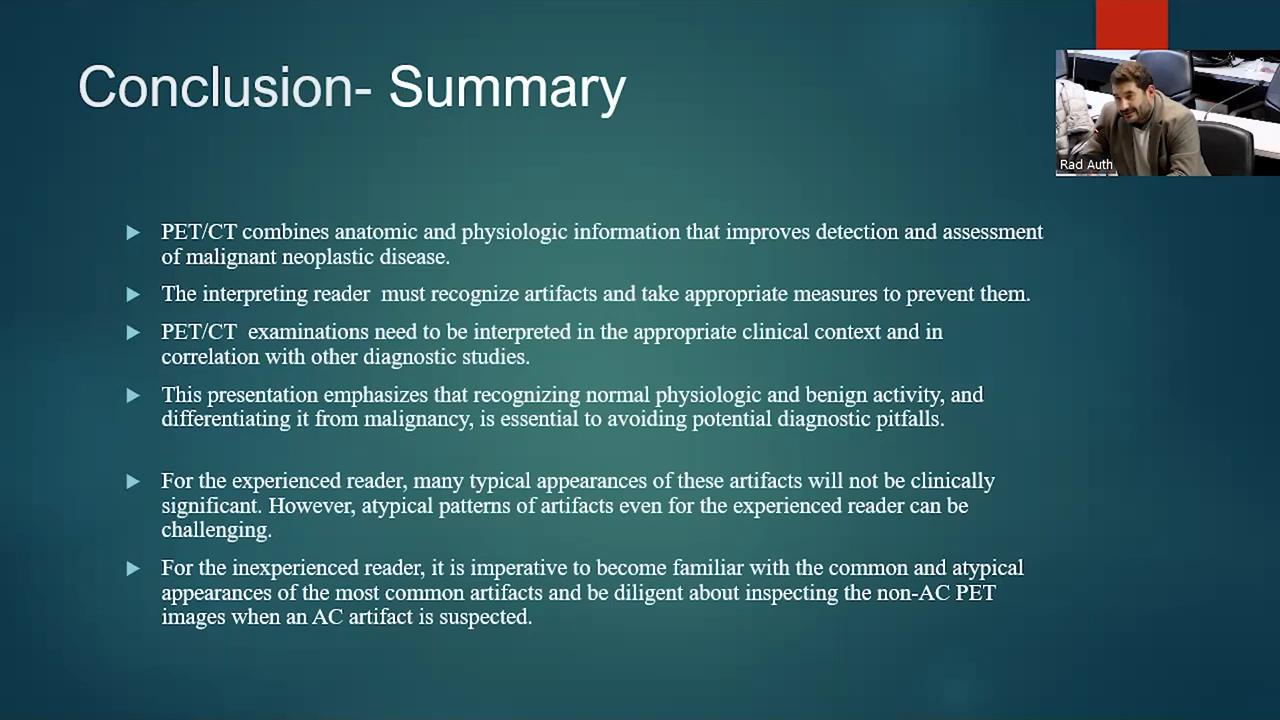 Conclusion- Summary
Rad Auth
PET/CT combines anatomic and physiologic information that improves detection and assessment
of malignant neoplastic disease.
The interpreting reader  must recognize artifacts and take appropriate measures to prevent them.
PET/CT  examinations need to be interpreted in the appropriate clinical context and in
correlation with other diagnostic studies.
This presentation emphasizes that recognizing normal physiologic and benign activity, and
differentiating it from malignancy, is essential to avoiding potential diagnostic pitfalls.
For the experienced reader, many typical appearances of these artifacts will not be clinically
significant. However, atypical patterns of artifacts even for the experienced reader can be
challenging.
For the inexperienced reader, it is imperative to become familiar with the common and atypical
appearances of the most common artifacts and be diligent about inspecting the non-AC PET
images when an AC artifact is suspected.